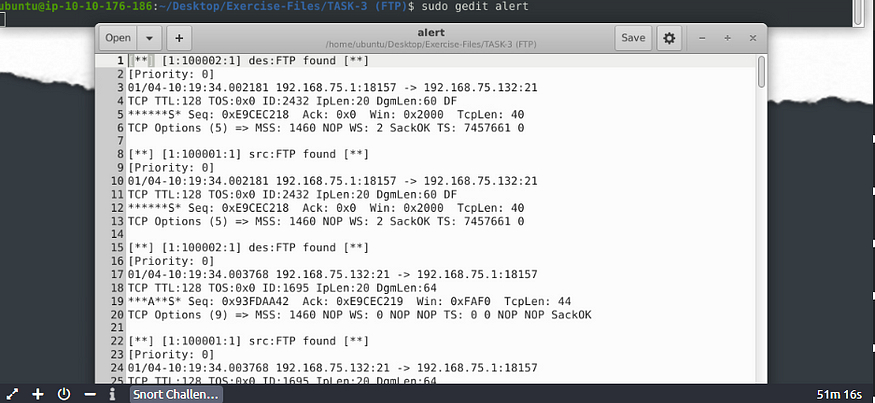 ubuntu@ip-10-10-176-186:~/Desktop/Exercise-Files/TASK-3 (FTP)$ sudo gedit alert
Open
alert
/home/ubuntu/Desktop/Exercise-Files/TASK-3 (FTP)
Save
1 [**] [1:100002:1] des:FTP found [**]
2 [Priority: 0]
3 01/04-10:19:34.002181 192.168.75.1:18157 -> 192.168.75.132:21
4 TCP TTL:128 TOS:0x0 ID:2432 IpLen:20 DgmLen:60 DF
5 ******S* Seq: 0xE9CEC218  Ack: 0x0  Win: 0x2000  TcpLen: 40
6 TCP Options (5) => MSS: 1460 NOP WS: 2 SackOK TS: 7457661 0
7
8 [**] [1:100001:1] src:FTP found [**]
9 [Priority: 0]
10 01/04-10:19:34.002181 192.168.75.1:18157 -> 192.168.75.132:21
11 TCP TTL:128 TOS:0x0 ID:2432 IpLen:20 DgmLen:60 DF
12 ******S* Seq: 0xE9CEC218  Ack: 0x0  Win: 0x2000  TcpLen: 40
13 TCP Options (5) => MSS: 1460 NOP WS: 2 SackOK TS: 7457661 0
14
15 [**] [1:100002:1] des:FTP found [**]
16 [Priority: 0]
17 01/04-10:19:34.003768 192.168.75.132:21 -> 192.168.75.1:18157
18 TCP TTL:128 TOS:0x0 ID:1695 IpLen:20 DgmLen:64
19 ***A**S* Seq: 0x93FDAA42  Ack: 0xE9CEC219  Win: 0xFAF0  TcpLen: 44
20 TCP Options (9) => MSS: 1460 NOP WS: 0 NOP NOP TS: 0 0 NOP NOP SackOK
21
22 [**] [1:100001:1] src:FTP found [**]
23 [Priority: 0]
24 01/04-10:19:34.003768 192.168.75.132:21 -> 192.168.75.1:18157
25 TCP TTL:128 TOS:0x0 ID:1695 IpLen:20 DgmLen:64
Snort Challen...
51m 16s